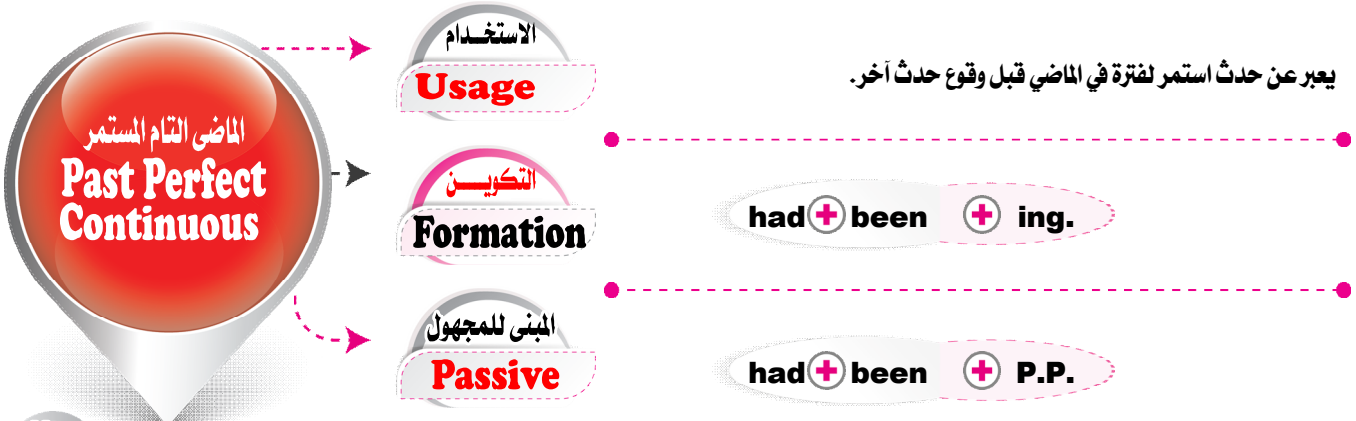 الماضى التام المستمر
Past Perfect
Continuous
الاستخدام
Usage
يعبر عن حدث استمر لفترة في الماضي قبل وقوع حدث آخر.
التكويــن
Formation
had + been + ing.
المبنى للمجهول
Passive
had + been + P.P.